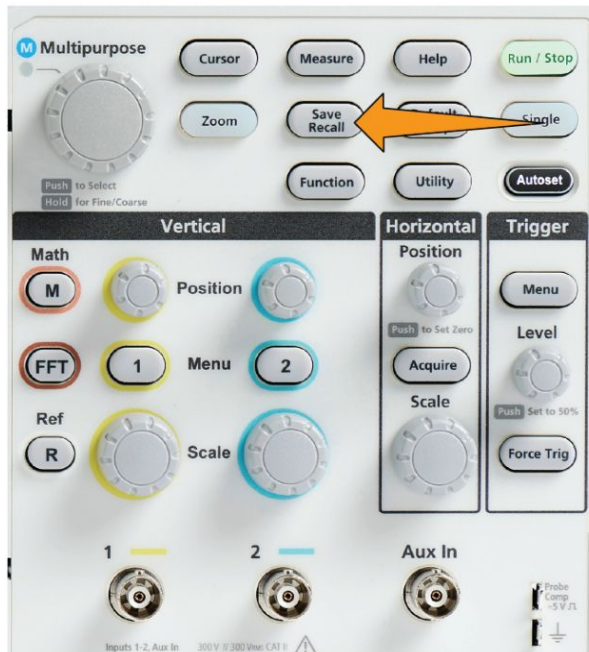 M Multipurpose
Cursor
Measure
Help
Run / Stop
Zoom
Save
Recall
Single
Push to Select
Hold for Fine/Coarse
Function
Utility
Autoset
Vertical
Horizontal
Trigger
Math
M
Position
Position
Push to Set Zero
Menu
FFT
1
Menu
2
Acquire
Level
Push Set to 50%
Ref
R
Scale
Scale
Force Trig
1
2
Aux In
Probe
Comp
~5 V
Inputs 1-2, Aux In 300 V
CAT II